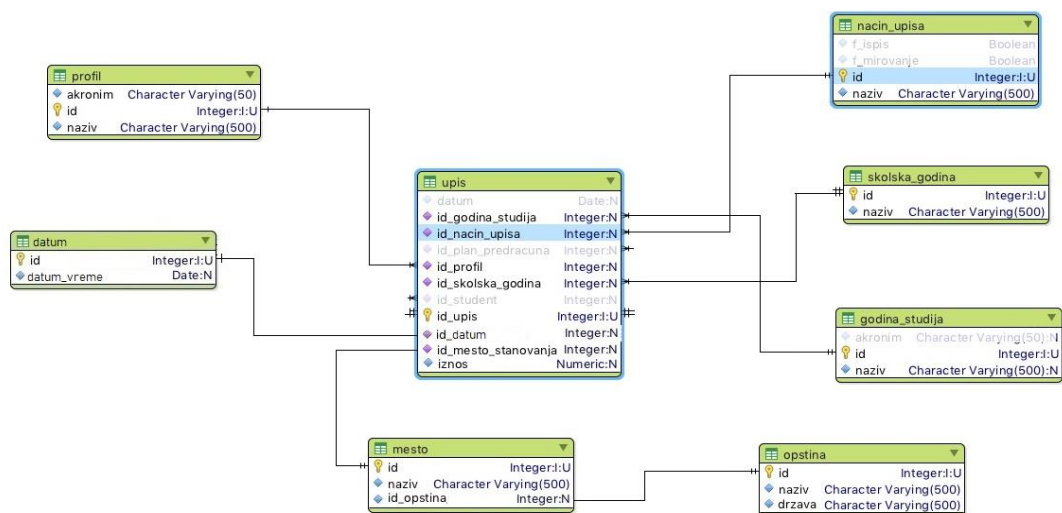 nacin_upisa
f_ispis Boolean
f_mirovanje Boolean
id Integer:I:U
naziv Character Varying(500)
profil
akronim Character Varying(50)
id Integer:I:U
naziv Character Varying(500)
upis
datum Date:N
id_godina_studija Integer:N
id_nacin_upisa Integer:N
id_plan_predracuna Integer:N
id_profil Integer:N
id_skolska_godina Integer:N
id_student Integer:N
id_upis Integer:I:U
id_datum Integer:N
id_mesto_stanovanja Integer:N
iznos Numeric:N
skolska_godina
id Integer:I:U
naziv Character Varying(500)
datum
id Integer:I:U
datum_vreme Date:N
godina_studija
akronim Character Varying(50):N
id Integer:I:U
naziv Character Varying(500):N
mesto
id Integer:I:U
naziv Character Varying(500)
id_opstina Integer:N
opstina
id Integer:I:U
naziv Character Varying(500)
drzava Character Varying(500)